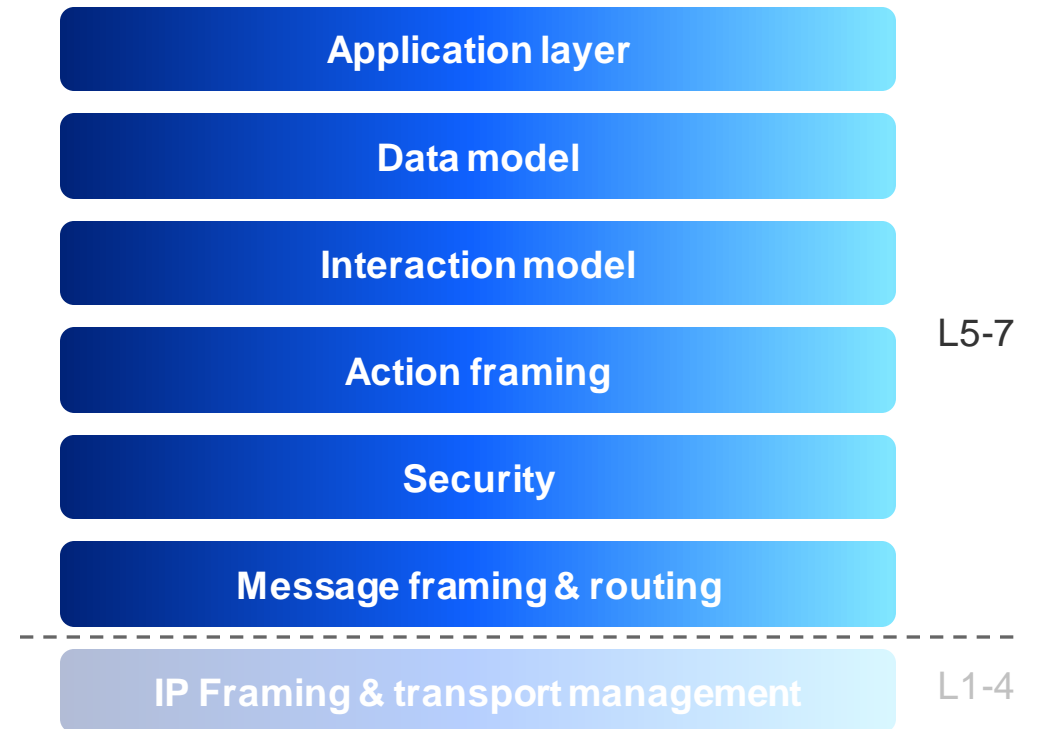 Application layer
Data model
Interaction model
Action framing
L5-7
Security
Message framing & routing
IP Framing & transport management
L1-4